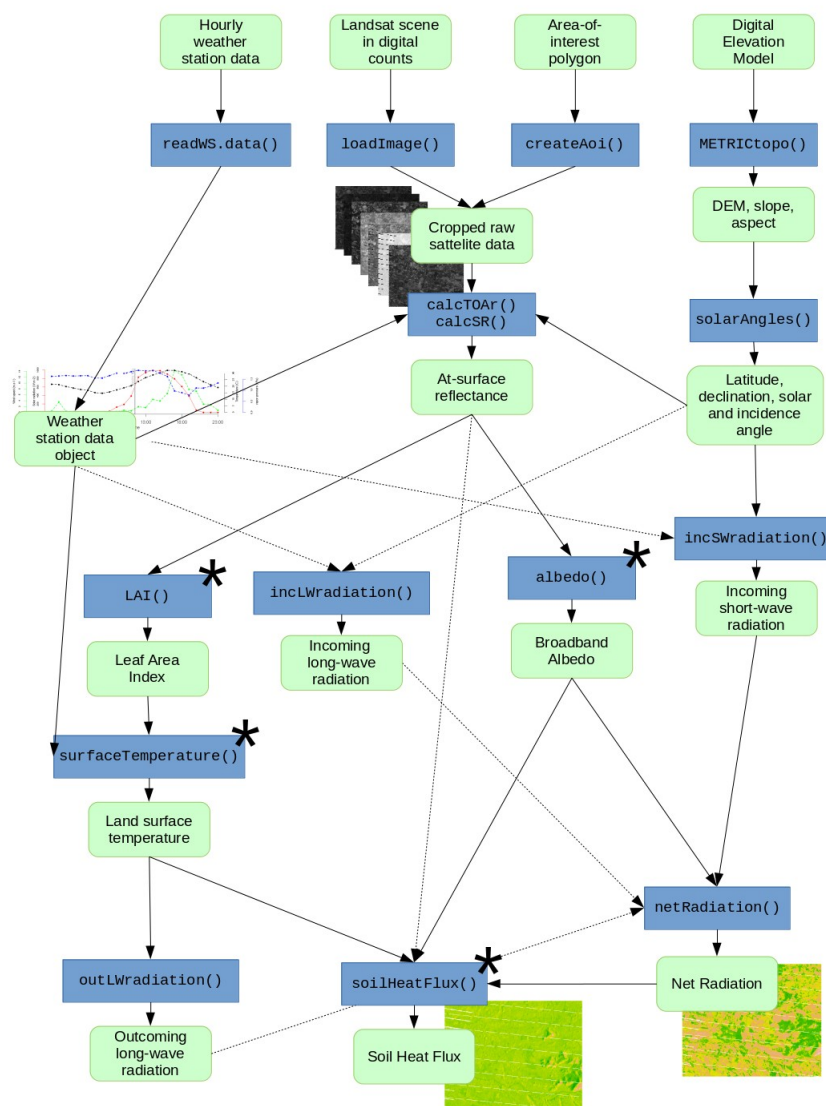 Hourly
weather
station data
Landsat scene
in digital
counts
Area-of-
interest
polygon
Digital
Elevation
Model
readWS.data()
loadImage()
createAoi()
METRICtopo()
Cropped raw
sattelite data
DEM, slope,
aspect
calcTOAr()
calcSR()
solarAngles()
At-surface
reflectance
Latitude,
declination, solar
and incidence
angle
Weather
station data
object
incSWradiation()
LAI()
*
incLWradiation()
albedo()
*
Leaf Area
Index
Incoming
long-wave
radiation
Broadband
Albedo
Incoming
short-wave
radiation
surfaceTemperature()
*
Land surface
temperature
netRadiation()
outLWradiation()
soilHeatFlux()
*
Net Radiation
Outcoming
long-wave
radiation
Soil Heat Flux